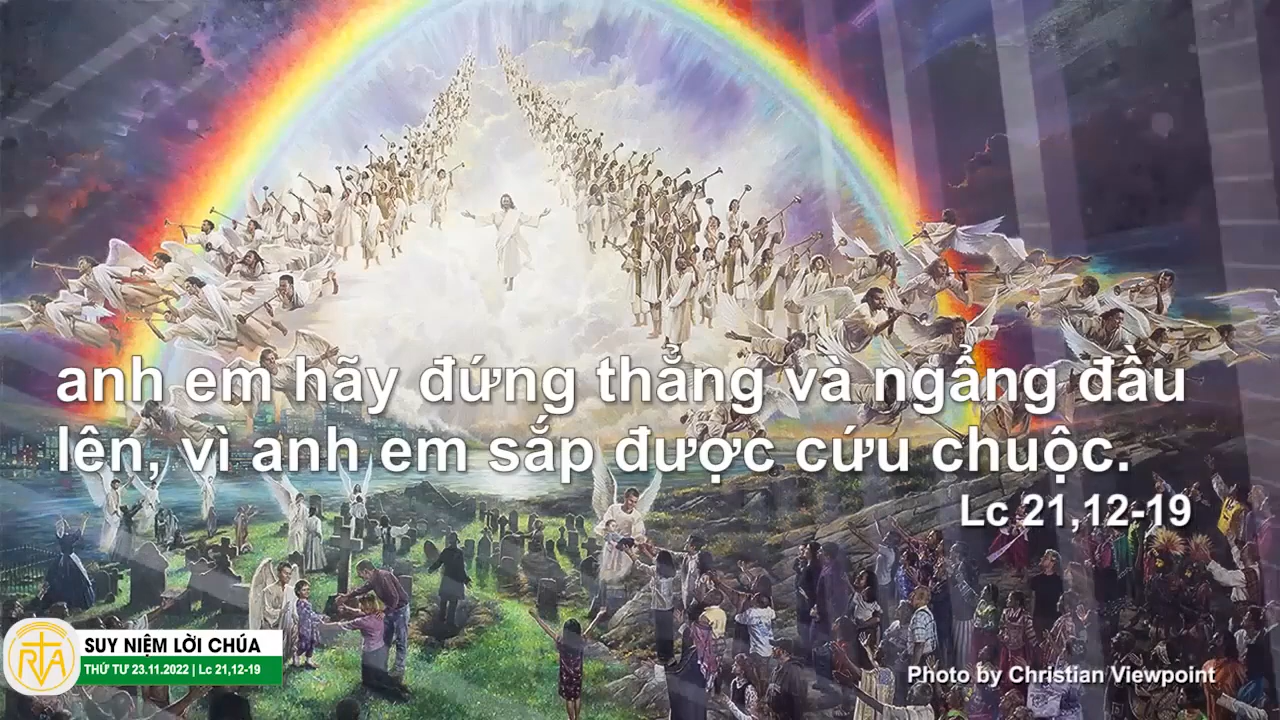 anh em hãy đứng thẳng và ngẩng đầu
lên, vì anh em sắp được cứu chuộc.
Lc 21,12-19
RVA
SUY NIỆM LỜI CHÚA
THỨ TƯ 23.11.2022 | Lc 21,12-19
Photo by Christian Viewpoint